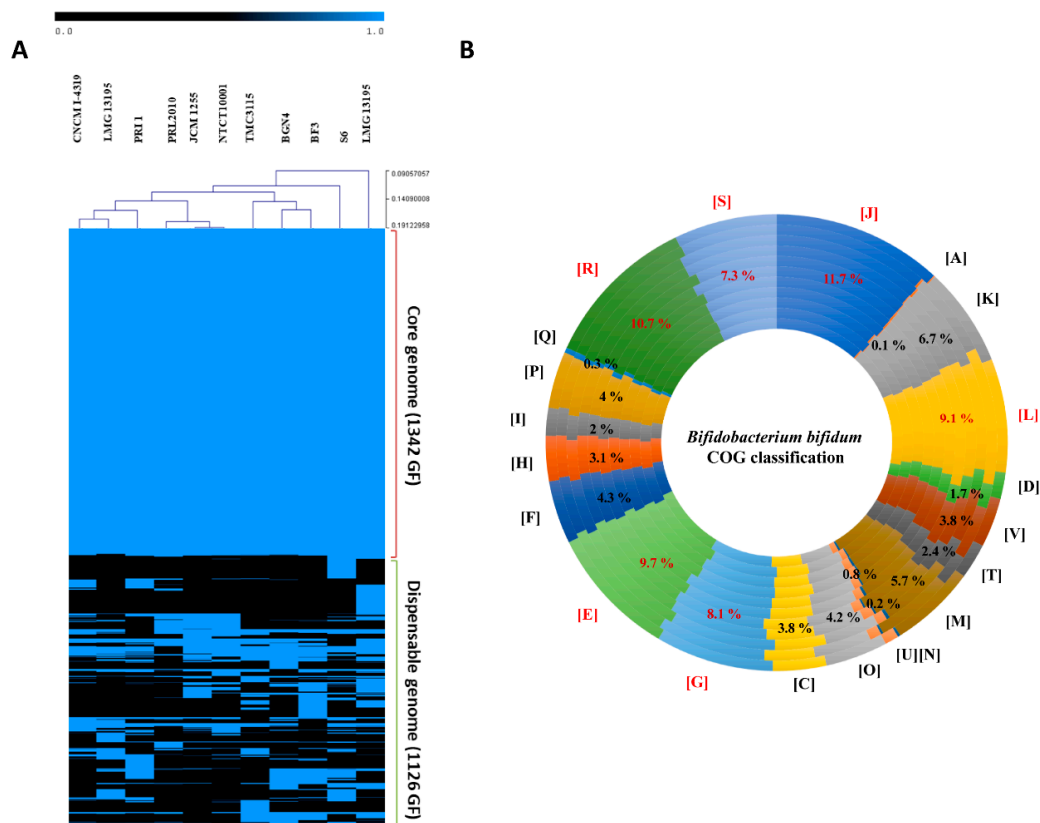 0.0
1.0
A
B
CNCM I-4319
LMG 13195
PRI 1
PRL2010
JCM 1255
NTCT10001
TMC3115
BGN4
BF3
S6
LMG 13195
0.09057057
0.14090008
0.19122958
Core genome (1342 GF)
Dispensable genome (1126 GF)
[S]
[J]
[A]
[K]
[L]
[D]
[V]
[T]
[M]
[U][N]
[O]
[C]
[G]
[E]
[F]
[H]
[I]
[P]
[Q]
[R]
7.3 %
11.7 %
0.1 %
6.7 %
9.1 %
1.7 %
3.8 %
2.4 %
5.7 %
0.2 %
0.8 %
4.2 %
3.8 %
8.1 %
9.7 %
4.3 %
3.1 %
2 %
4 %
0.3 %
10.7 %
Bifidobacterium bifidum
COG classification